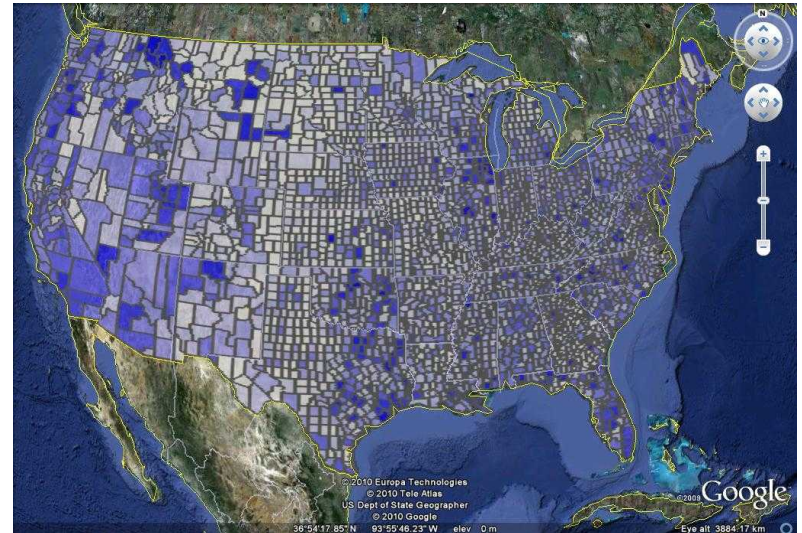 N
© 2010 Europa Technologies
© 2010 Tele Atlas
US Dept of State Geographer
© 2010 Google
©2009 Google
36°54'17.85" N 93°55'46.23" W elev 0 m
Eye alt 3884.17 km